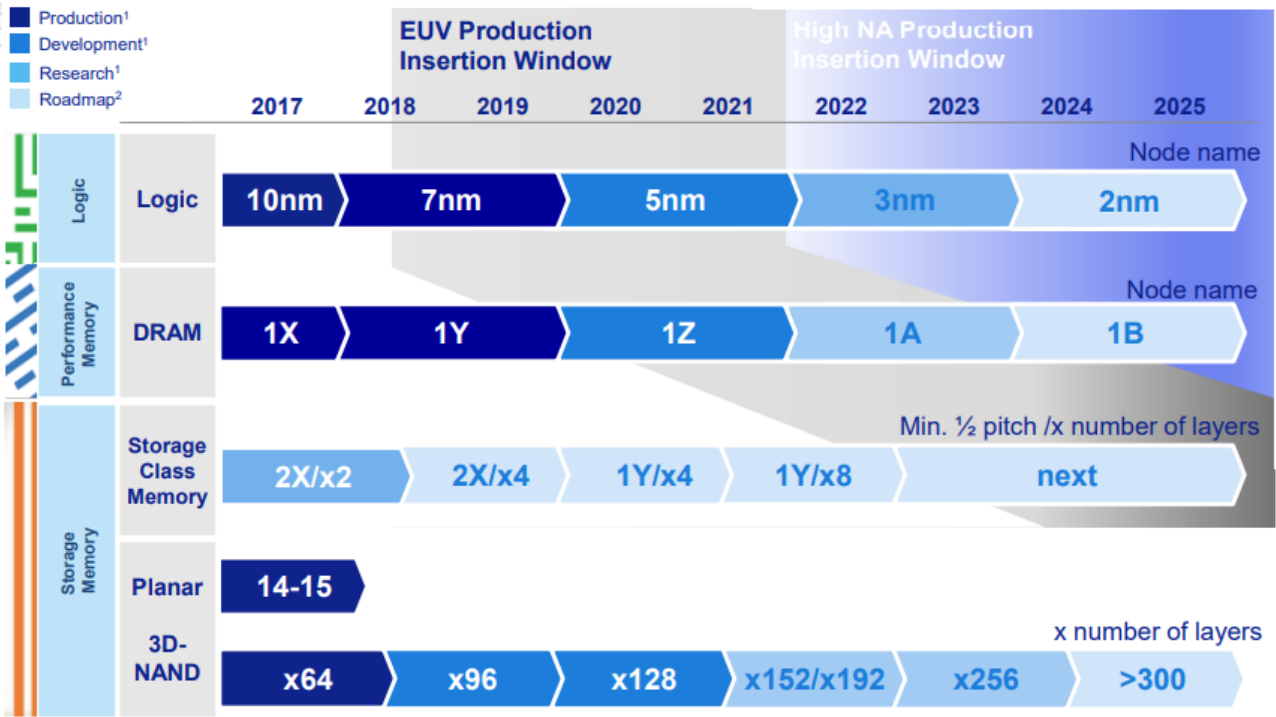 Production¹
Development¹
Research¹
Roadmap²
EUV Production
Insertion Window
High NA Production
Insertion Window
2017 2018 2019 2020 2021 2022 2023 2024 2025
Node name
Logic
Logic
10nm 7nm 5nm 3nm 2nm
Node name
Performance
Memory
DRAM
1X 1Y 1Z 1A 1B
Min. ½ pitch /x number of layers
Storage
Memory
Storage
Class
Memory
2X/x2 2X/x4 1Y/x4 1Y/x8 next
Planar
14-15
x number of layers
3D-
NAND
x64 x96 x128 x152/x192 x256 >300